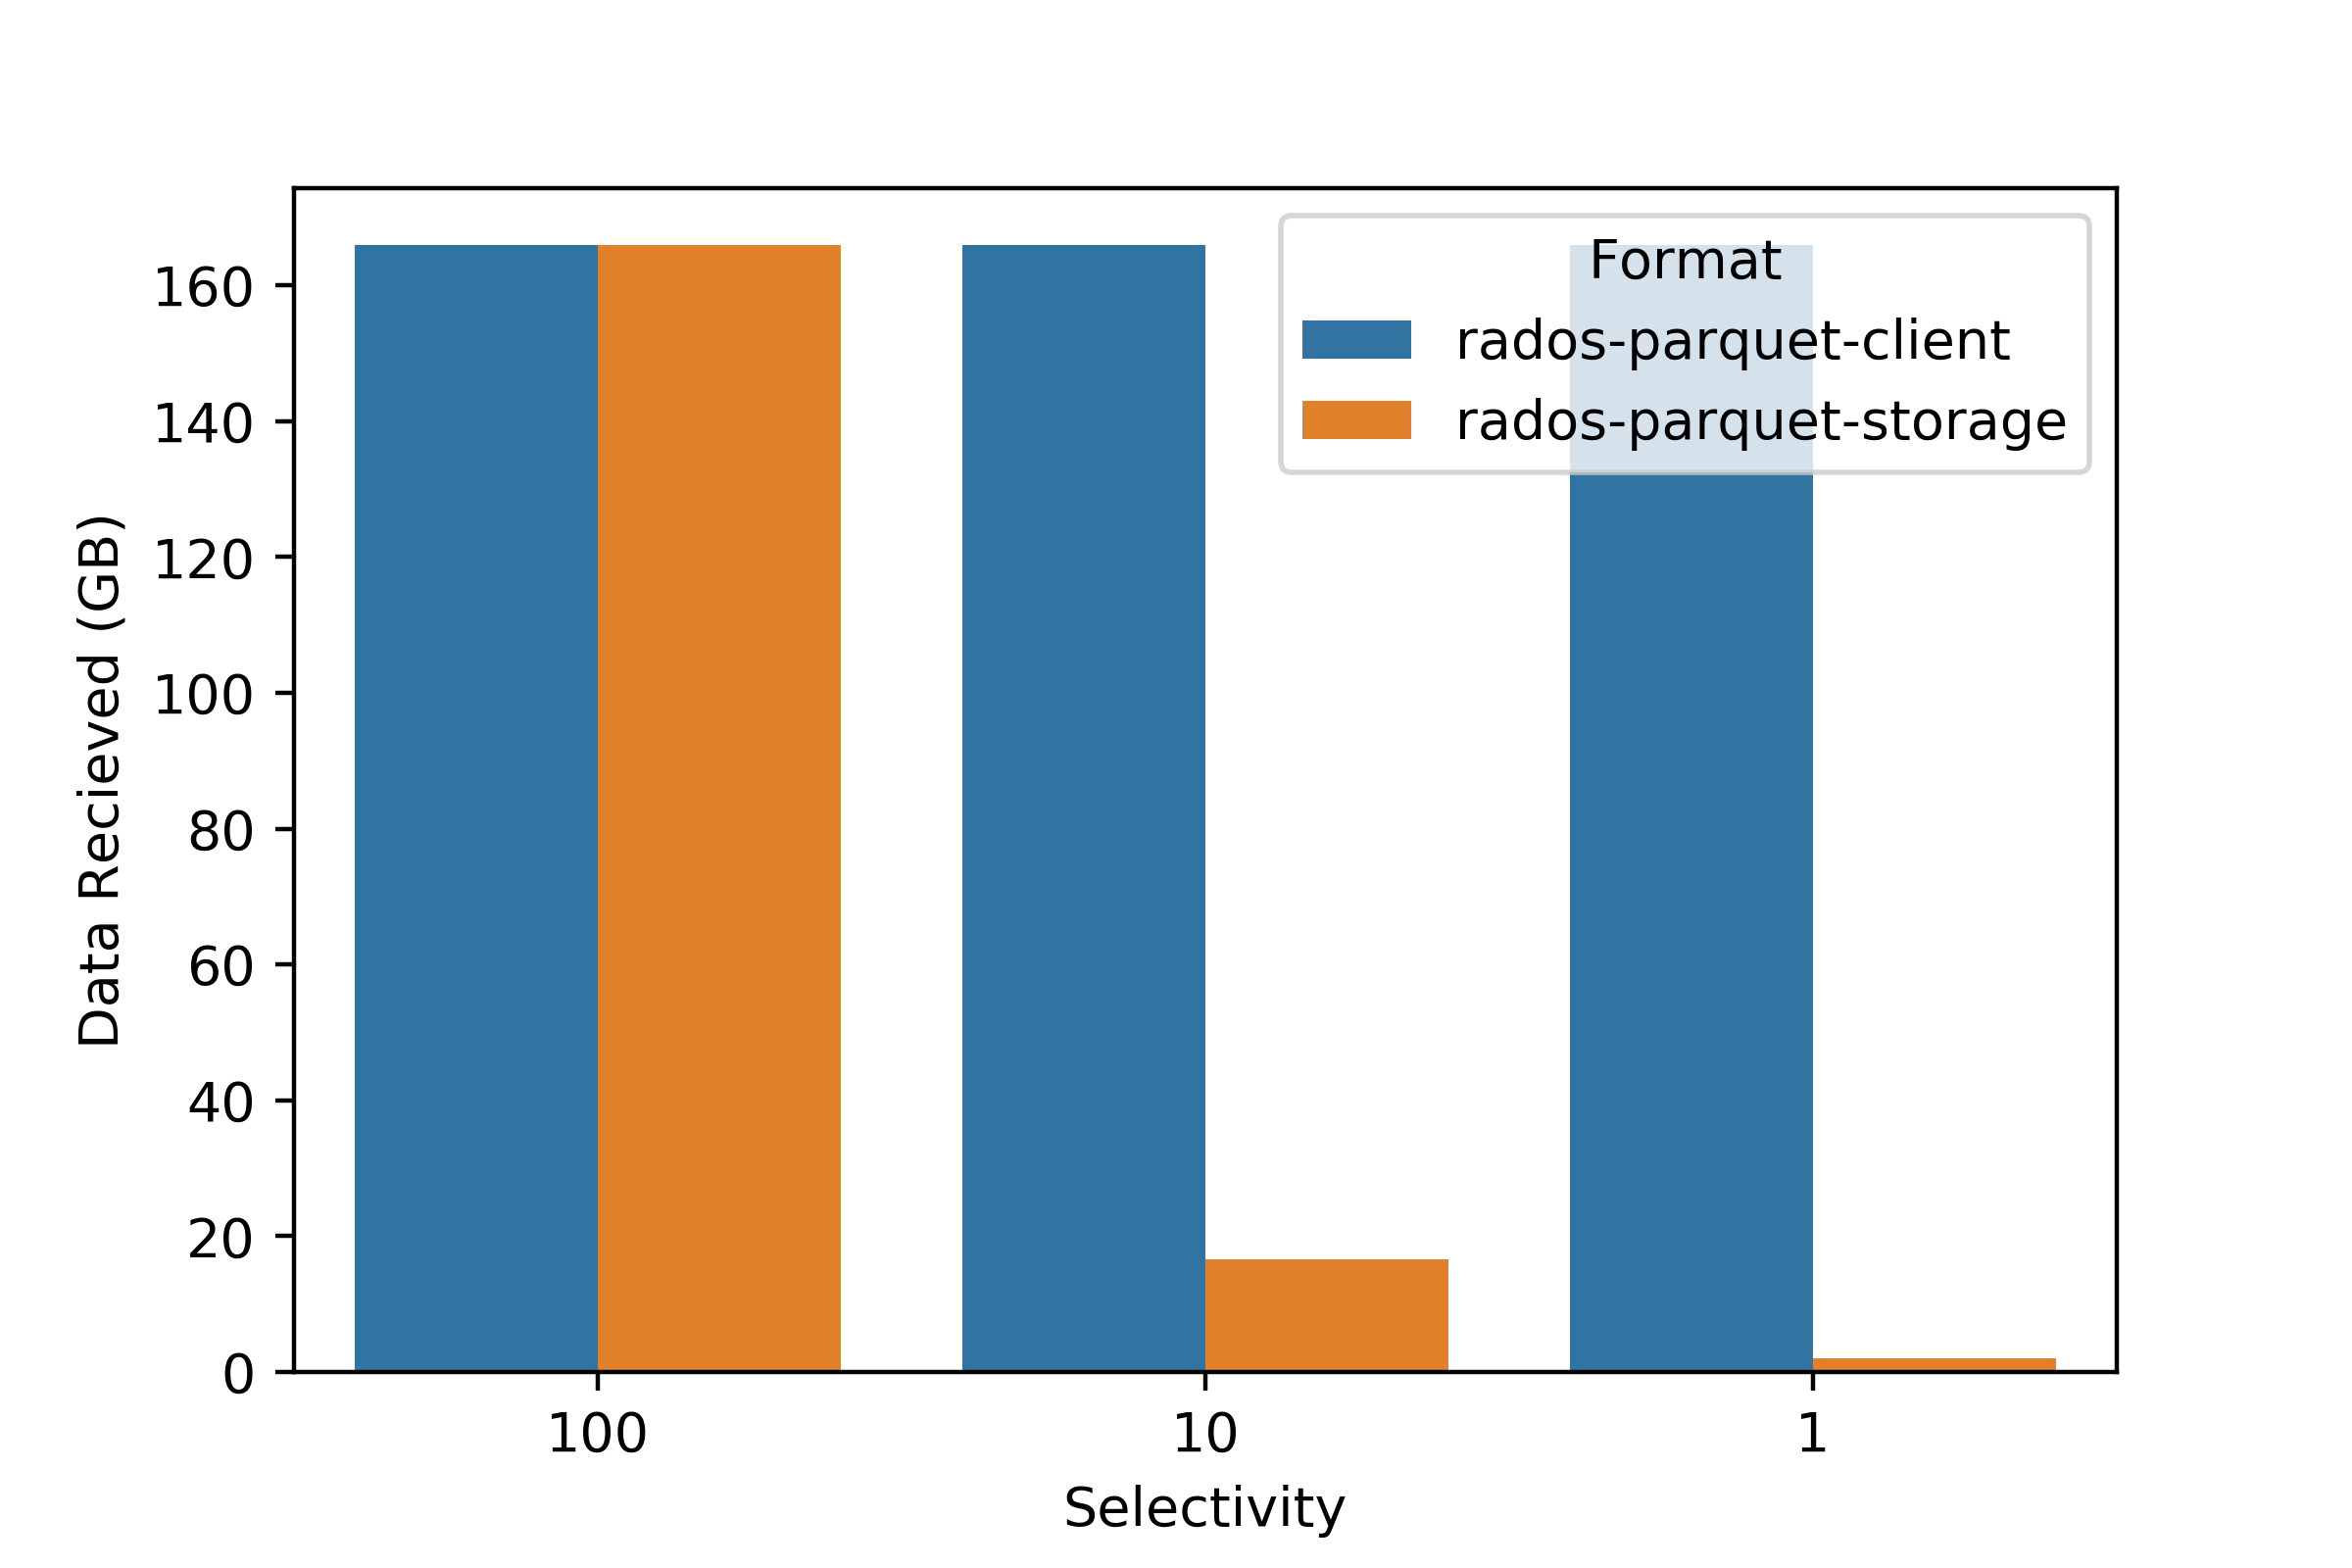 Format
rados-parquet-client
rados-parquet-storage
160
140
120
100
80
60
40
20
0
Data Recieved (GB)
100 10 1
Selectivity